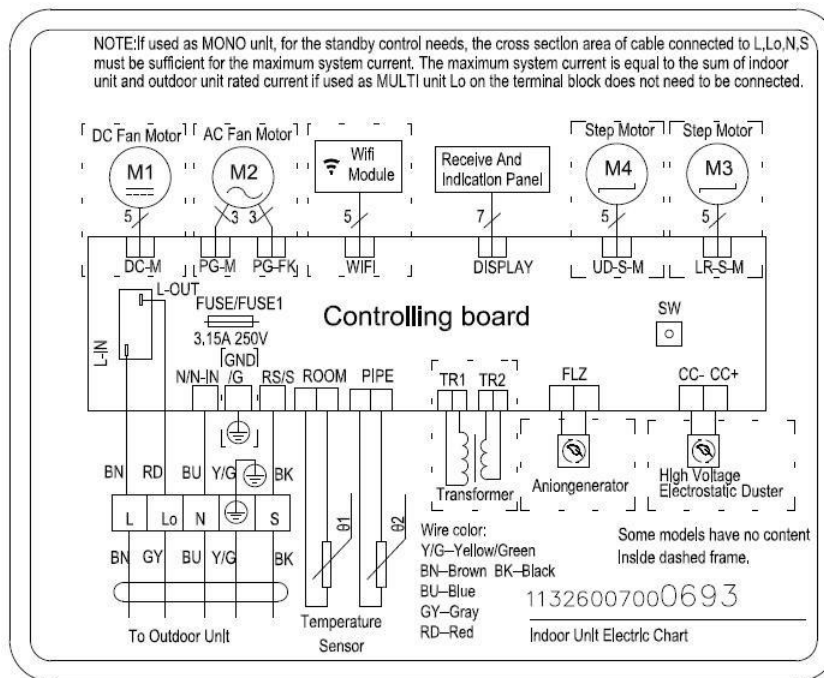 NOTE:If used as MONO unit, for the standby control needs, the cross section area of cable connected to L,Lo,N,S
must be sufficient for the maximum system current. The maximum system current is equal to the sum of indoor
unit and outdoor unit rated current if used as MULTI unit Lo on the terminal block does not need to be connected.
DC Fan Motor
AC Fan Motor
Step Motor
Step Motor
M1
M2
Wifi
Module
Receive And
Indication Panel
M4
M3
5
3
3
5
7
5
5
DC-M
PG-M
PG-FK
WIFI
DISPLAY
UD-S-M
LR-S-M
L-OUT
L-IN
FUSE/FUSE1
3.15A 250V
Controlling board
SW
N/N-IN
GND
/G
RS/S
ROOM
PIPE
TR1
TR2
FLZ
CC-
CC+
BN
RD
BU
Y/G
BK
Transformer
Aniongenerator
High Voltage
Electrostatic Duster
L
Lo
N
S
θ1
θ2
BN
GY
BU
Y/G
BK
To Outdoor Unit
Temperature
Sensor
Wire color:
Y/G–Yellow/Green
BN–Brown BK–Black
BU–Blue
GY–Gray
RD–Red
Some models have no content
Inside dashed frame.
11326007000693
Indoor Unit Electric Chart